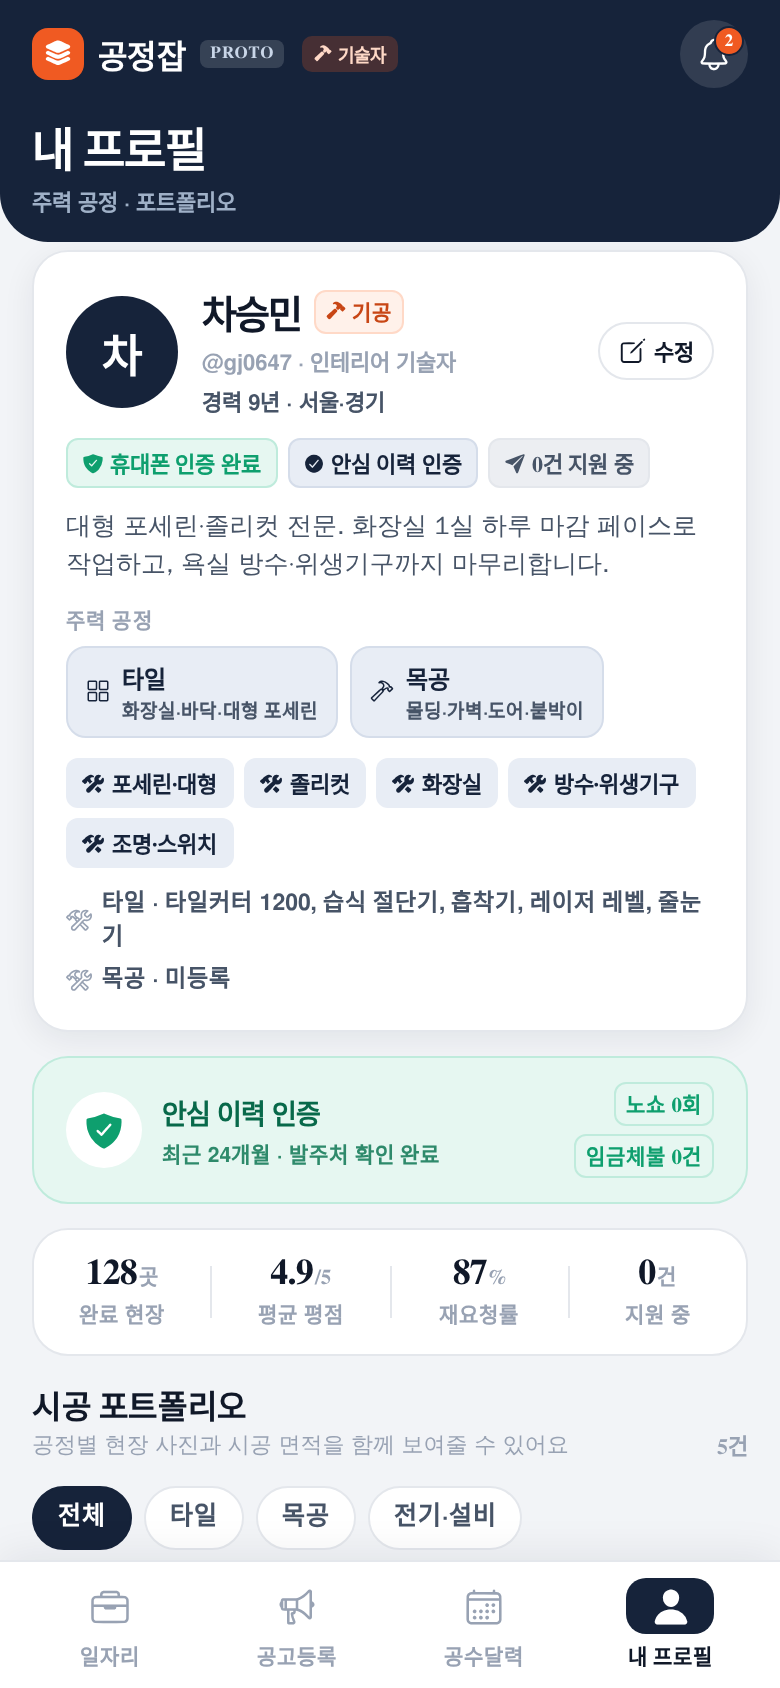 공정잡 PROTO 기술자 2
내 프로필
주력 공정 · 포트폴리오
차
차승민 기공
@gj0647 · 인테리어 기술자
경력 9년 · 서울·경기
수정
휴대폰 인증 완료 안심 이력 인증 0건 지원 중
대형 포세린·졸리컷 전문. 화장실 1실 하루 마감 페이스로
작업하고, 욕실 방수·위생기구까지 마무리합니다.
주력 공정
타일
화장실·바닥·대형 포세린
목공
몰딩·가벽·도어·붙박이
포세린·대형 졸리컷 화장실 방수·위생기구
조명·스위치
타일 · 타일커터 1200, 습식 절단기, 흡착기, 레이저 레벨, 줄눈
기
목공 · 미등록
안심 이력 인증
최근 24개월 · 발주처 확인 완료
노쇼 0회
임금체불 0건
128곳 4.9/5 87% 0건
완료 현장 평균 평점 재요청률 지원 중
시공 포트폴리오
공정별 현장 사진과 시공 면적을 함께 보여줄 수 있어요 5건
전체 타일 목공 전기·설비
일자리 공고등록 공수달력 내 프로필